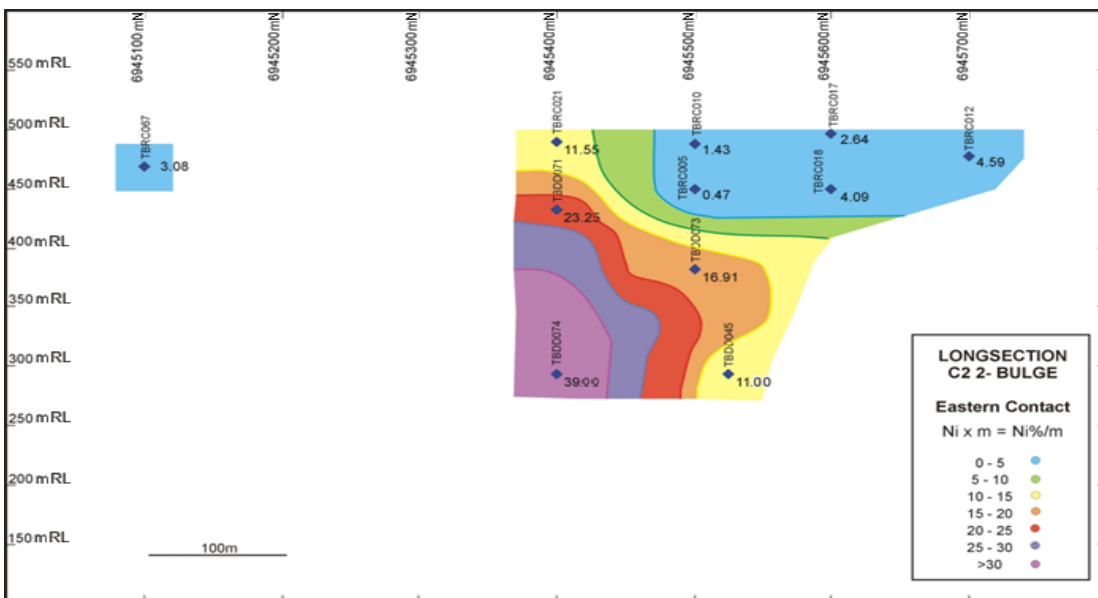 6945100mN
6945200mN
6945300mN
6945400mN
6945500mN
6945600mN
6945700mN
550 mRL
500 mRL
450 mRL
400 mRL
350 mRL
300 mRL
250 mRL
200 mRL
150 mRL
TBRC067
3.08
TBRC021
11.55
TBDD071
23.25
TBDD074
39.00
TBRC010
1.43
TBRC005
0.47
TBDD073
16.91
TBDD045
11.00
TBRC017
2.64
TBRC018
4.09
TBRC012
4.59
100m
LONGSECTION
C2 2- BULGE
Eastern Contact
Ni x m = Ni%/m
0 - 5
5 - 10
10 - 15
15 - 20
20 - 25
25 - 30
>30